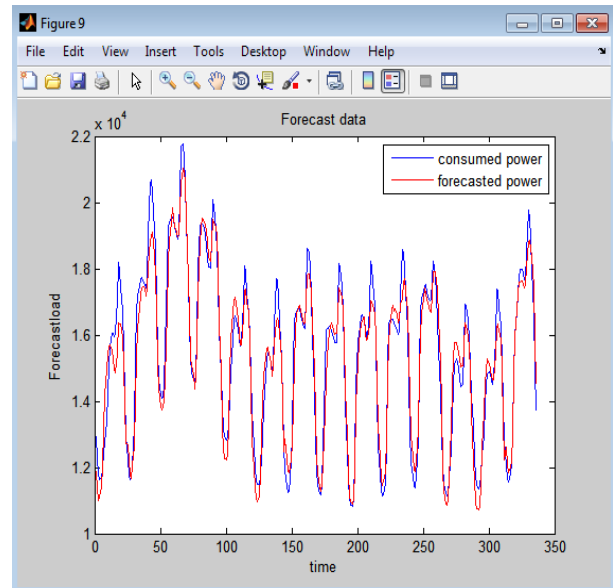 Figure 9
File Edit View Insert Tools Desktop Window Help
x 10⁴
Forecast data
2.2
2
1.8
1.6
1.4
1.2
1
Forecastload
consumed power
forecasted power
0 50 100 150 200 250 300 350
time